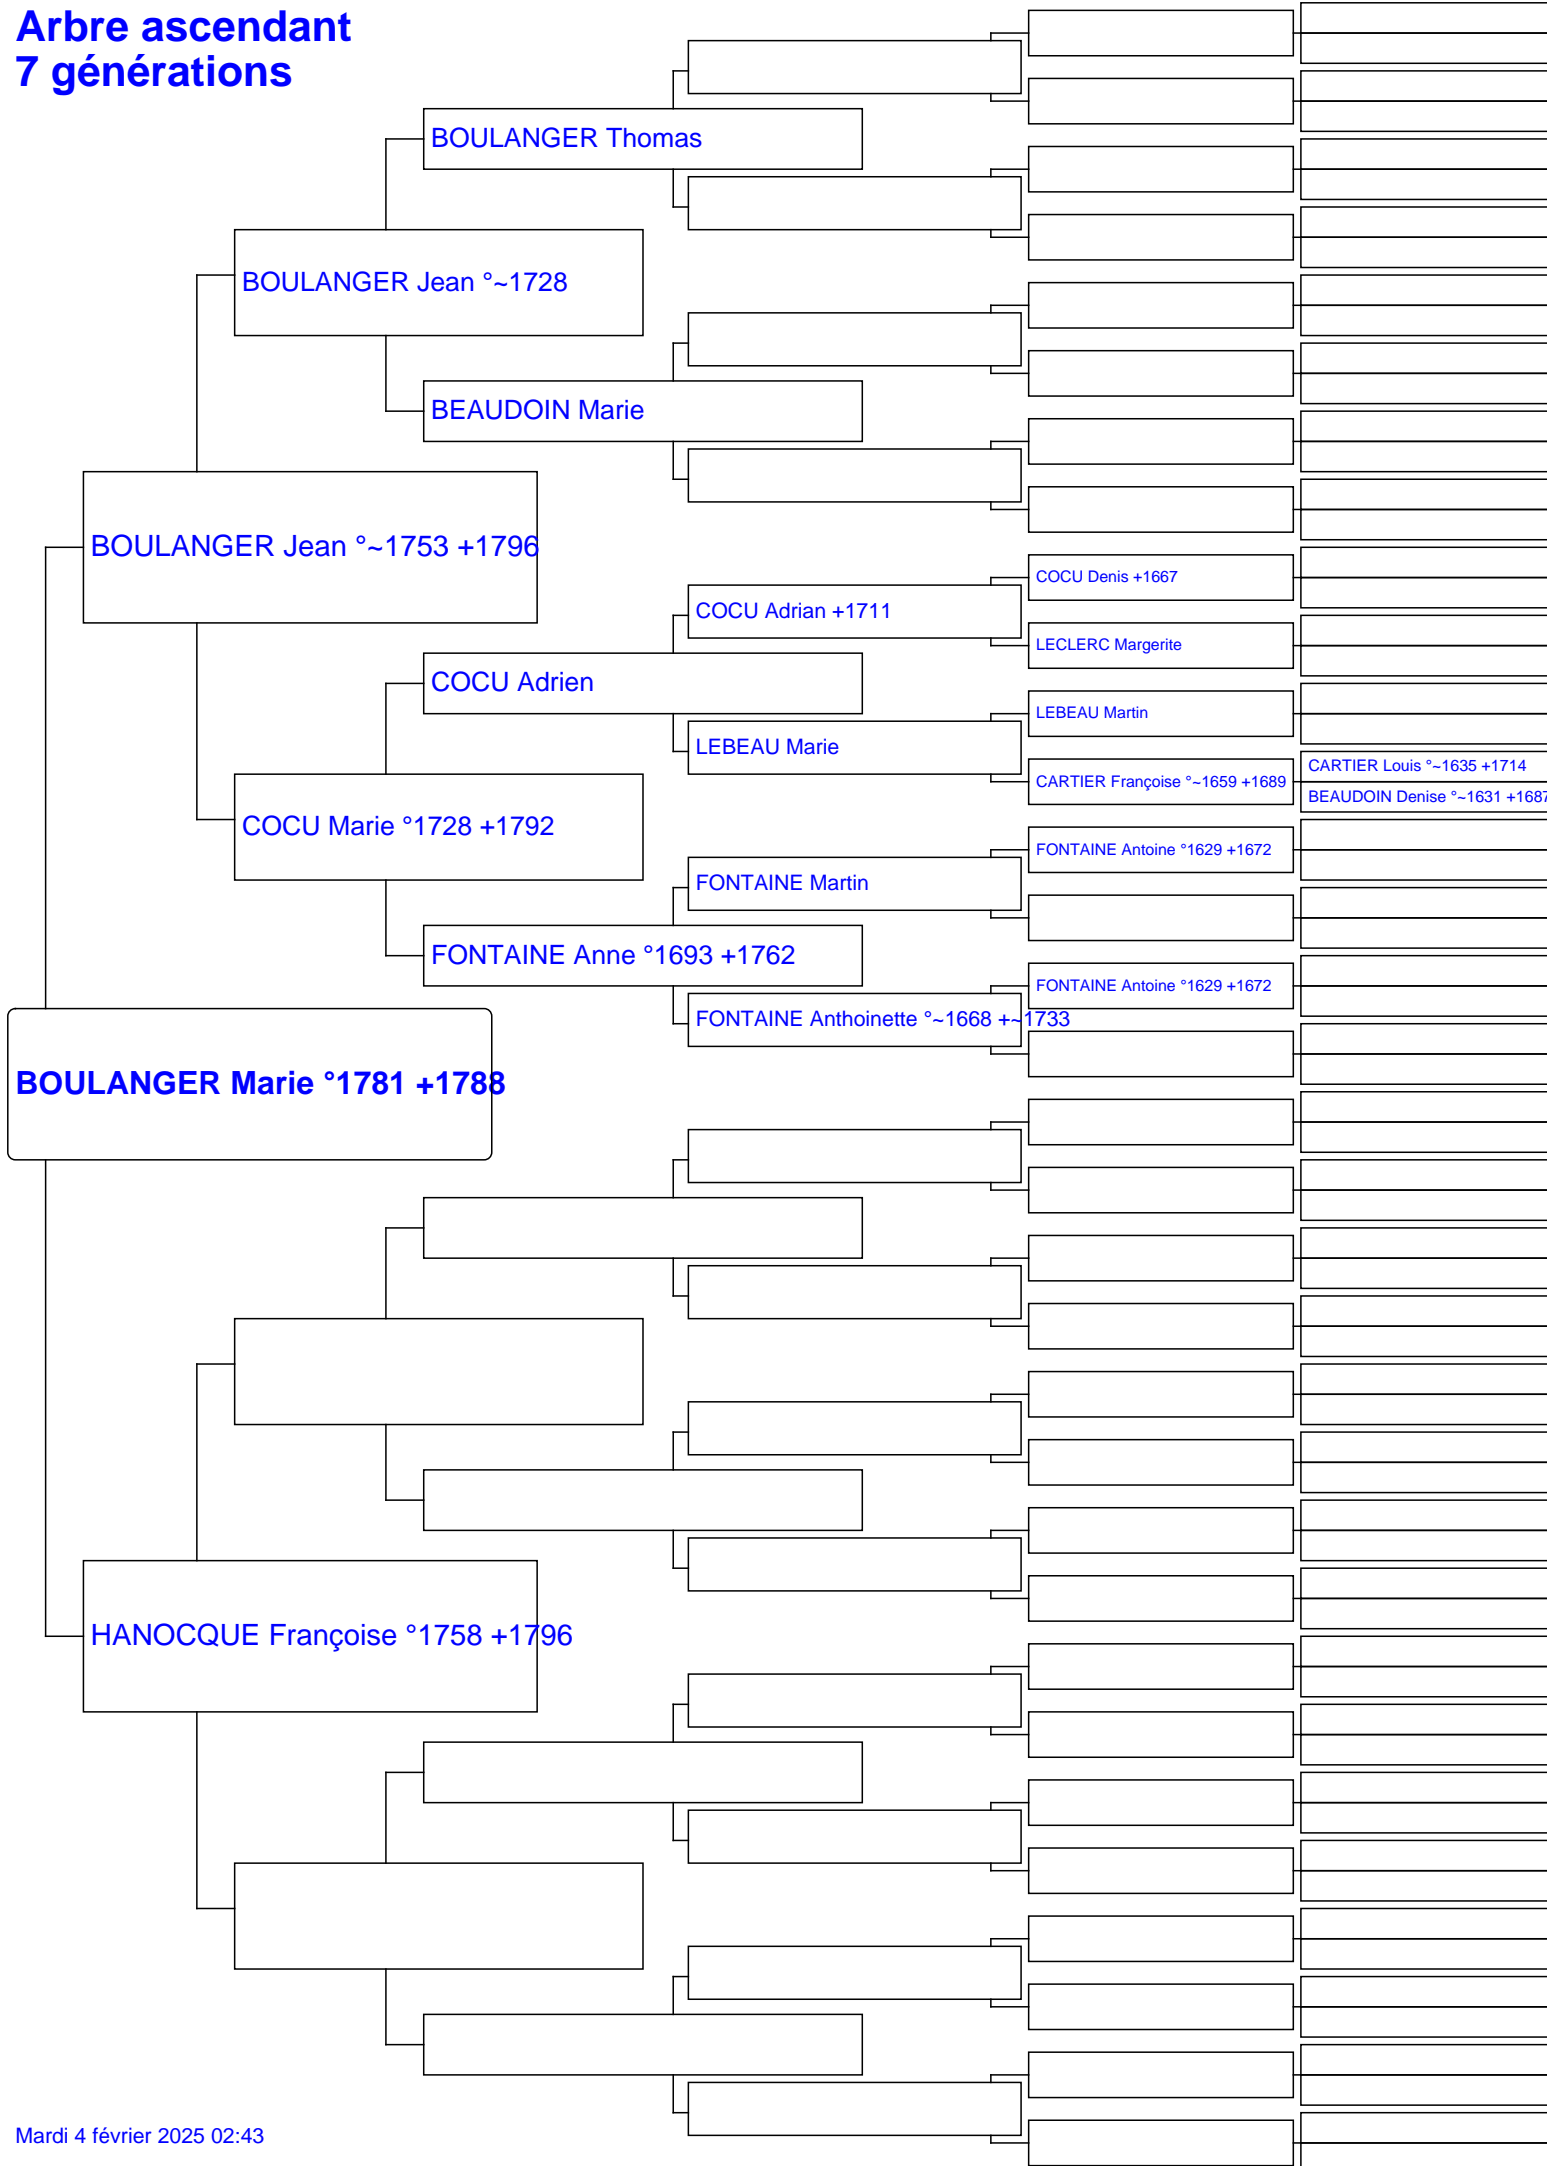 Arbre ascendant
7 générations
BOULANGER Thomas
BOULANGER Jean °~1728
BEAUDOIN Marie
BOULANGER Jean °~1753 +1796
COCU Denis +1667
COCU Adrian +1711
LECLERC Margerite
COCU Adrien
LEBEAU Martin
LEBEAU Marie
CARTIER Françoise °~1659 +1689
CARTIER Louis °~1635 +1714
BEAUDOIN Denise °~1631 +1687
COCU Marie °1728 +1792
FONTAINE Antoine °1629 +1672
FONTAINE Martin
FONTAINE Anne °1693 +1762
FONTAINE Antoine °1629 +1672
FONTAINE Anthoinette °~1668 +~1733
BOULANGER Marie °1781 +1788
HANOCQUE Françoise °1758 +1796
Mardi 4 février 2025 02:43